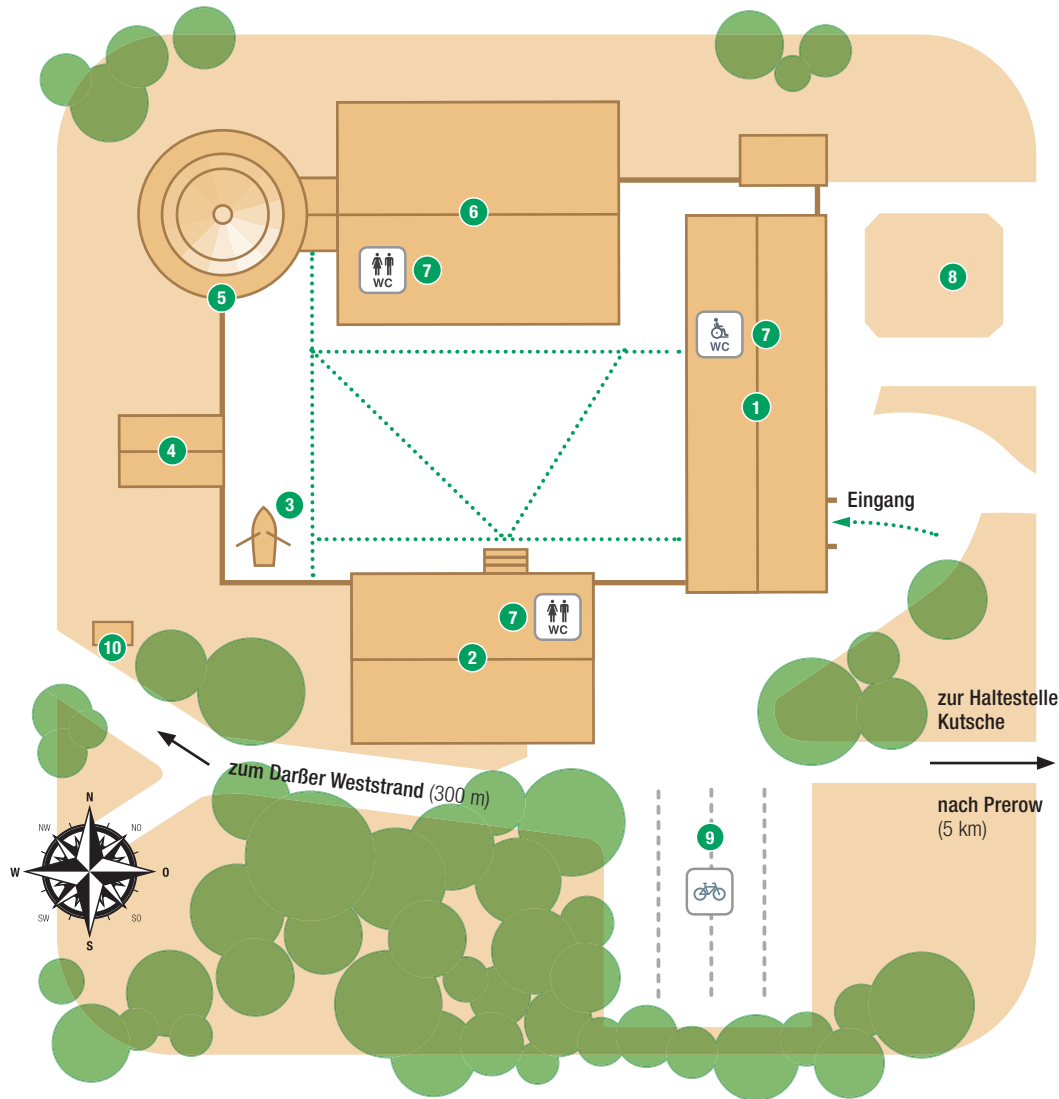 6
WC
7
8
5
WC
7
1
4
3
Eingang
7
WC
10
2
zur Haltestelle
Kutsche
zum Darßer Weststrand (300 m)
nach Prerow
(5 km)
9
N
NW
NO
W
O
SW
SO
S